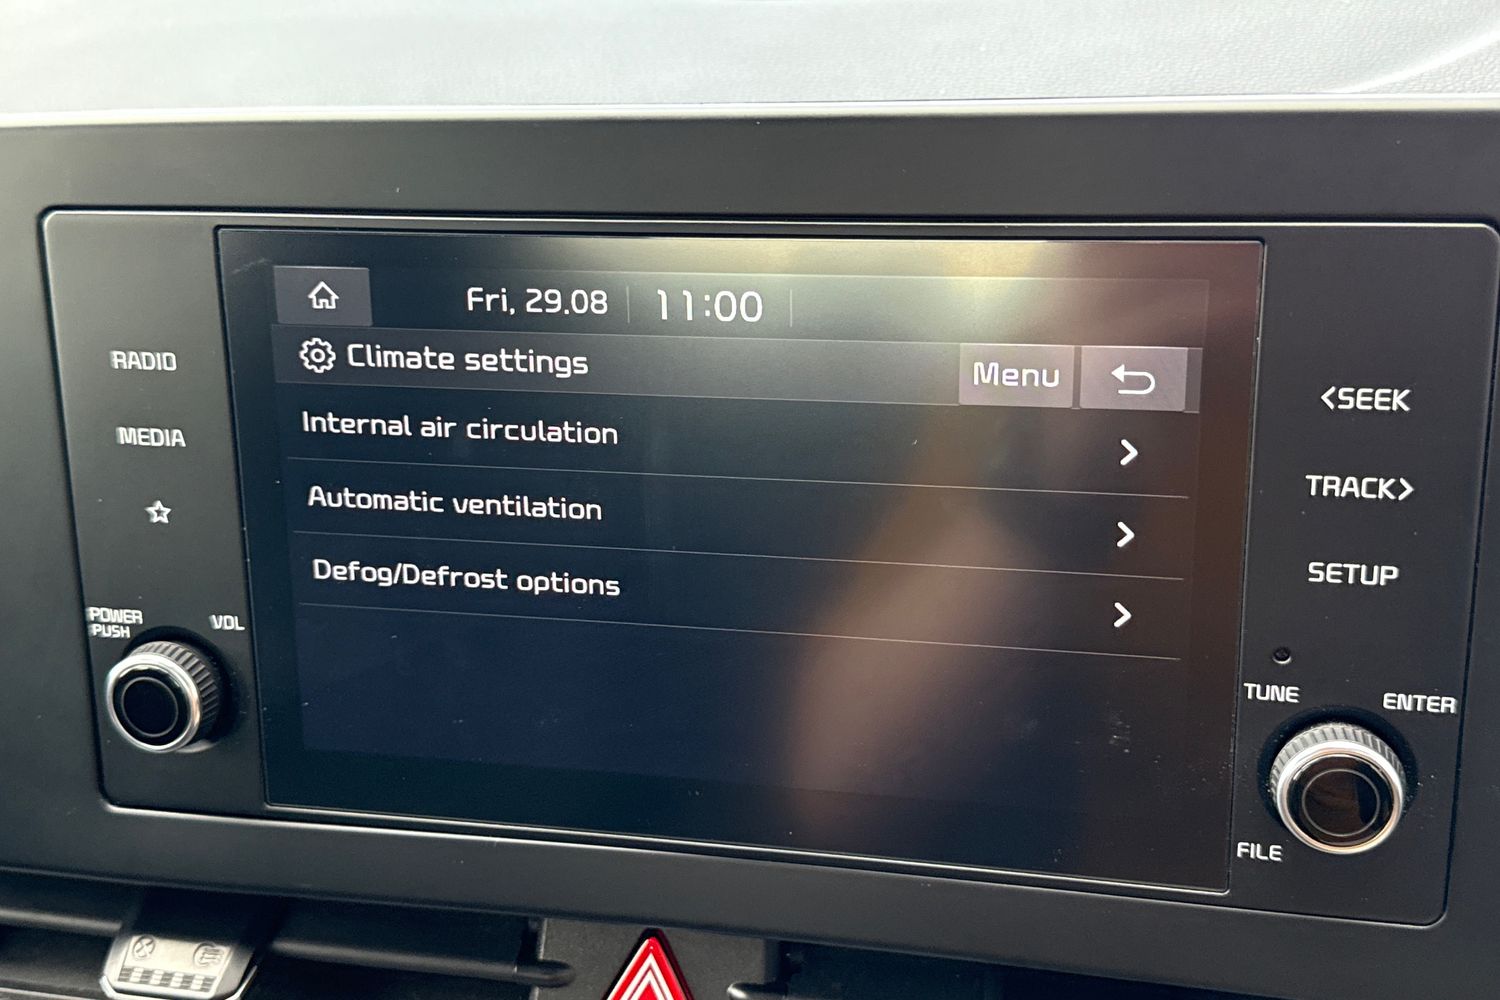 Fri, 29.08 11:00
Climate settings
Menu
Internal air circulation
Automatic ventilation
Defog/Defrost options
RADIO
MEDIA
POWER
PUSH
VOL
<SEEK
TRACK>
SETUP
TUNE
ENTER
FILE